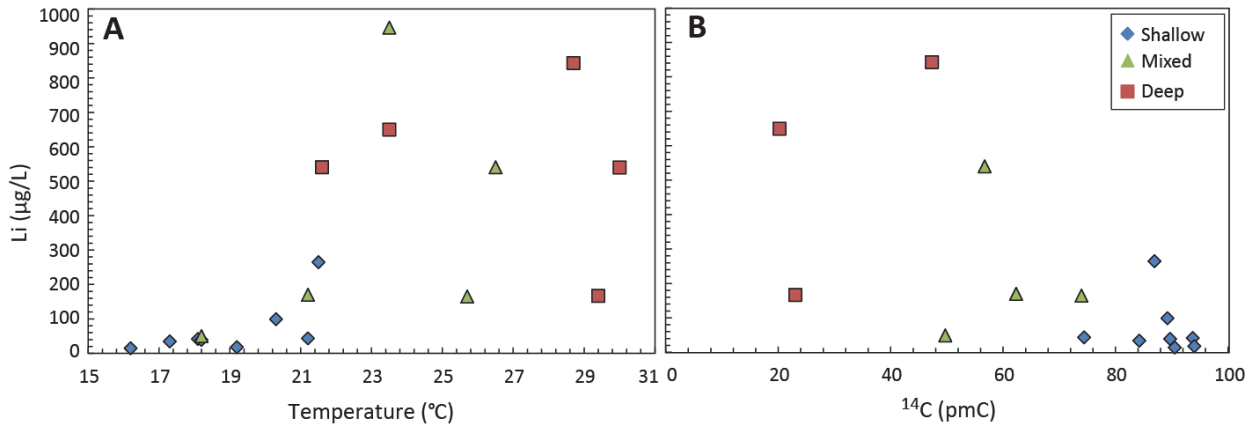 A
B
Shallow
Mixed
Deep
1000
900
800
700
600
500
400
300
200
100
0
Li (µg/L)
15 17 19 21 23 25 27 29 31
0 20 40 60 80 100
Temperature (°C)
¹⁴C (pmC)